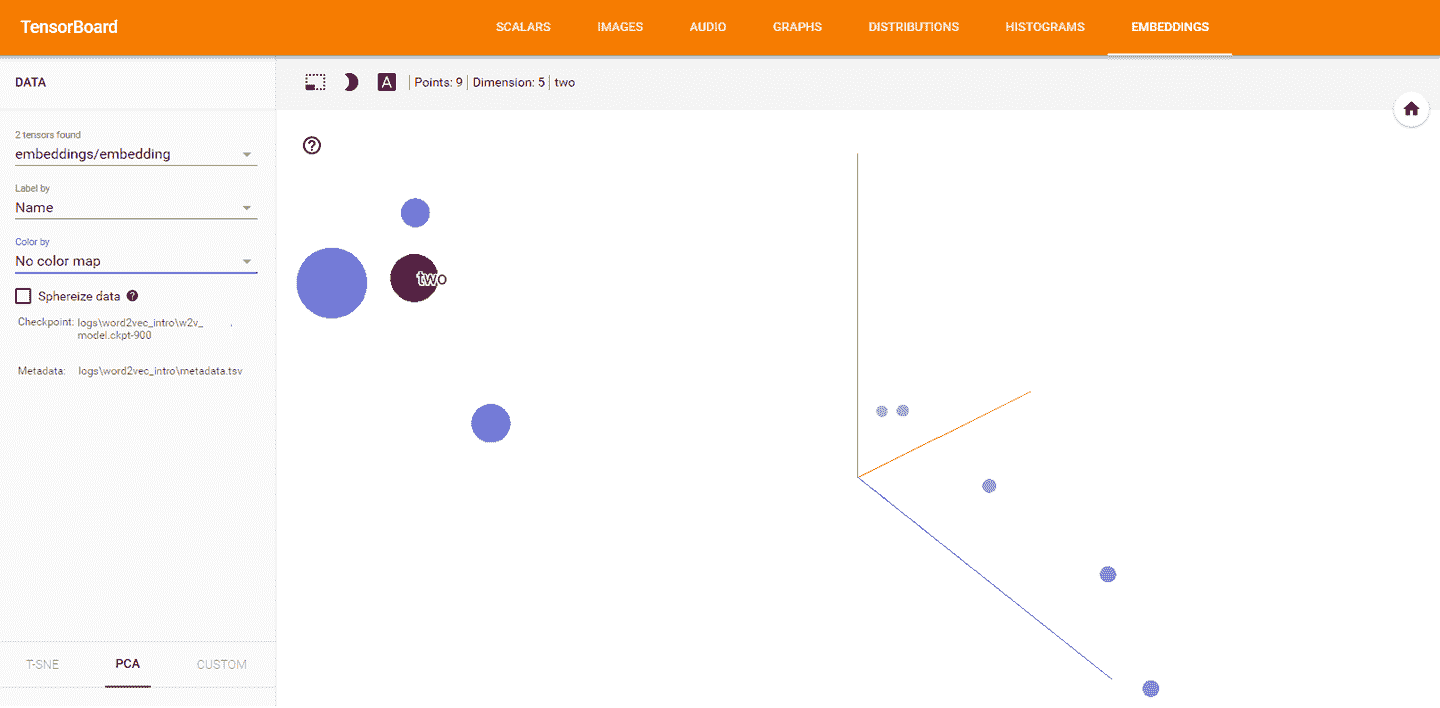 TensorBoard
SCALARS
IMAGES
AUDIO
GRAPHS
DISTRIBUTIONS
HISTOGRAMS
EMBEDDINGS
DATA
A
Points: 9
Dimension: 5
two
2 tensors found
embeddings/embedding
Label by
Name
Color by
No color map
Sphereize data
Checkpoint: logs\word2vec_intro\w2v_
model.ckpt-900
Metadata: logs\word2vec_intro\metadata.tsv
two
T-SNE
PCA
CUSTOM